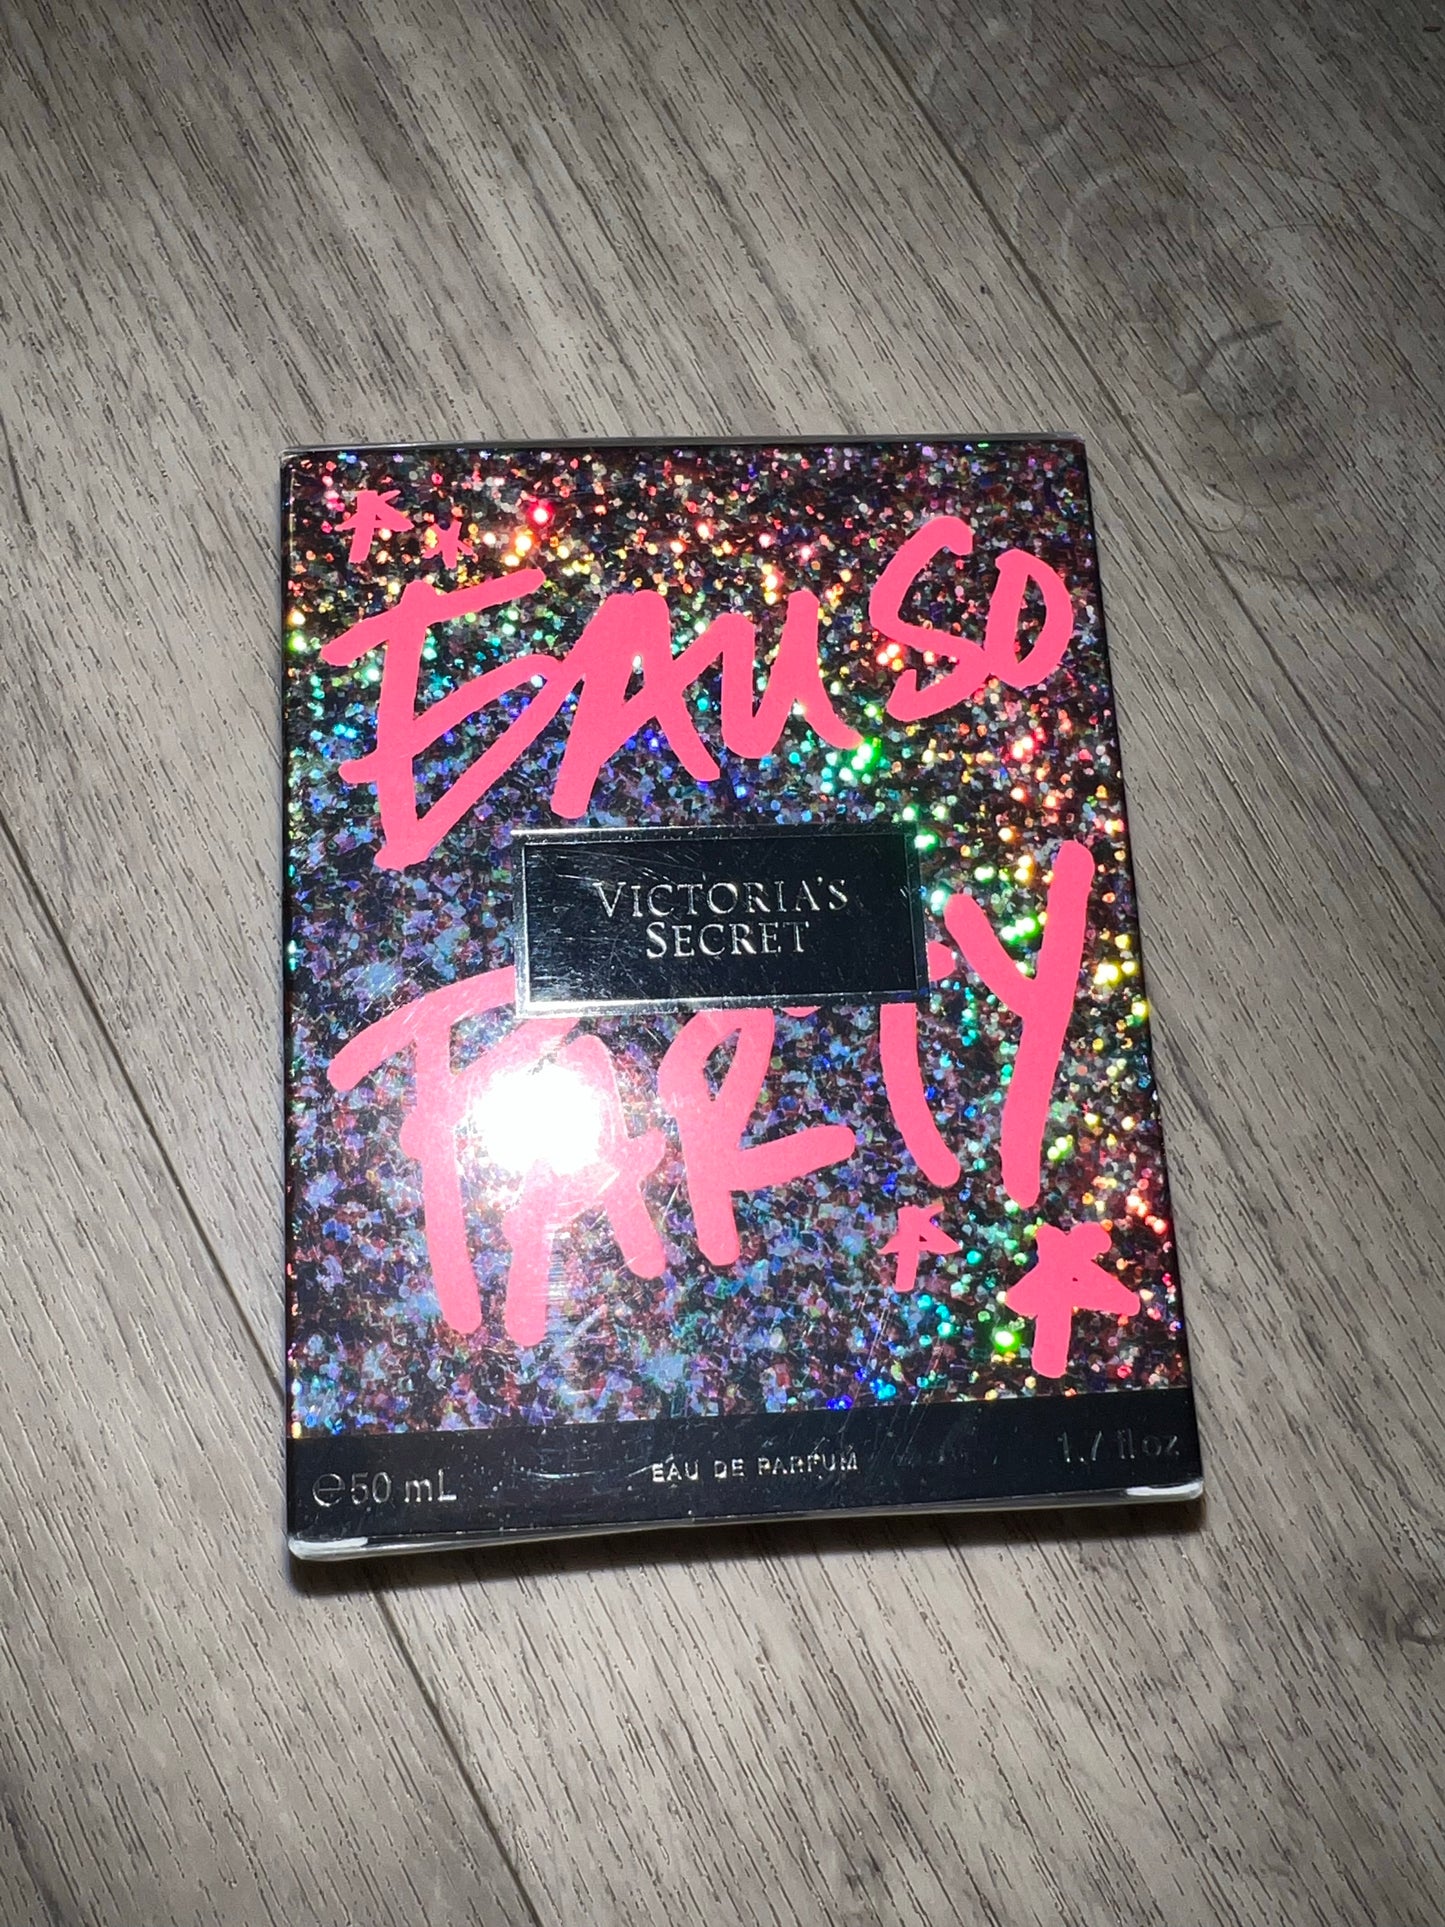 EAU SO
VICTORIA'S
SECRET
PARTY
℮50 mL
EAU DE PARFUM
1.7 fl oz